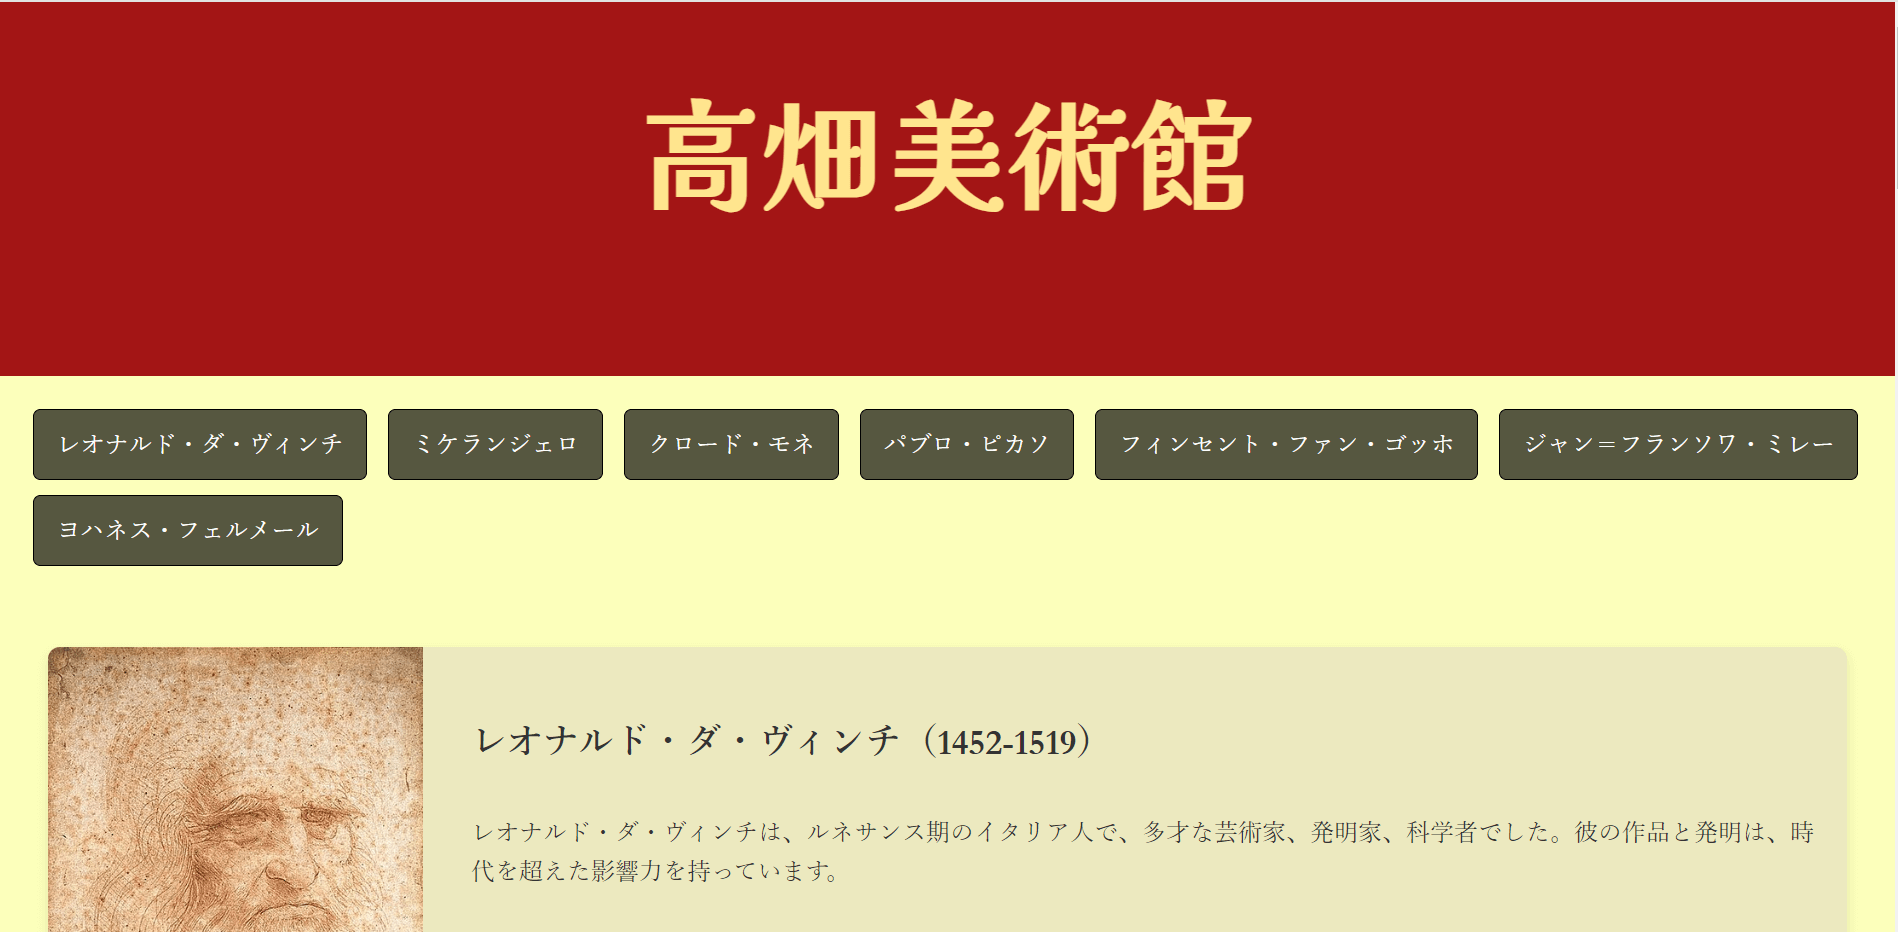 高畑美術館
レオナルド・ダ・ヴィンチ
ミケランジェロ
クロード・モネ
パブロ・ピカソ
フィンセント・ファン・ゴッホ
ジャン＝フランソワ・ミレー
ヨハネス・フェルメール
レオナルド・ダ・ヴィンチ（1452-1519）
レオナルド・ダ・ヴィンチは、ルネサンス期のイタリア人で、多才な芸術家、発明家、科学者でした。彼の作品と発明は、時
代を超えた影響力を持っています。